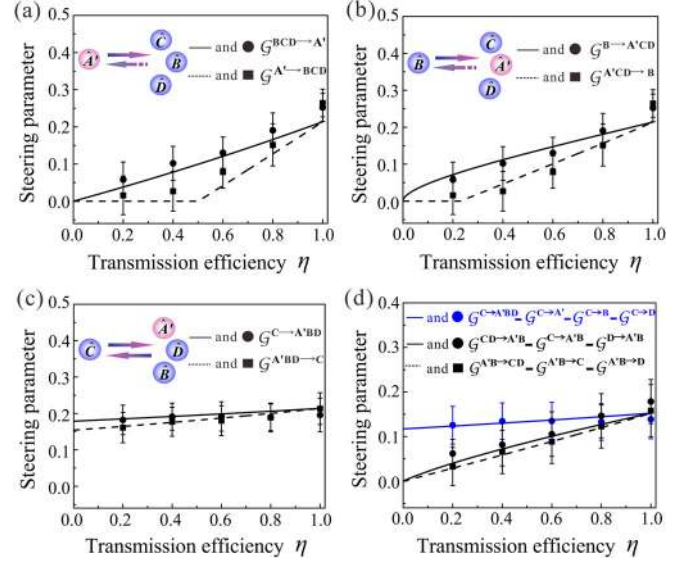 (a)
Steering parameter
0.5
0.4
0.3
0.2
0.1
0.0
Â'
Ĉ
B̂
D̂
and 𝒢^{BCD→A'}
and 𝒢^{A'→BCD}
0.0 0.2 0.4 0.6 0.8 1.0
Transmission efficiency η
(b)
Steering parameter
0.5
0.4
0.3
0.2
0.1
0.0
B̂
Ĉ
Â'
D̂
and 𝒢^{B→A'CD}
and 𝒢^{A'CD→B}
0.0 0.2 0.4 0.6 0.8 1.0
Transmission efficiency η
(c)
Steering parameter
0.5
0.4
0.3
0.2
0.1
0.0
Ĉ
Â'
D̂
B̂
and 𝒢^{C→A'BD}
and 𝒢^{A'BD→C}
0.0 0.2 0.4 0.6 0.8 1.0
Transmission efficiency η
(d)
Steering parameter
0.4
0.3
0.2
0.1
0.0
and 𝒢^{C→A'BD}-𝒢^{C→A'}-𝒢^{C→B}-𝒢^{C→D}
and 𝒢^{CD→A'B}-𝒢^{C→A'B}-𝒢^{D→A'B}
and 𝒢^{A'B→CD}-𝒢^{A'B→C}-𝒢^{A'B→D}
0.0 0.2 0.4 0.6 0.8 1.0
Transmission efficiency η